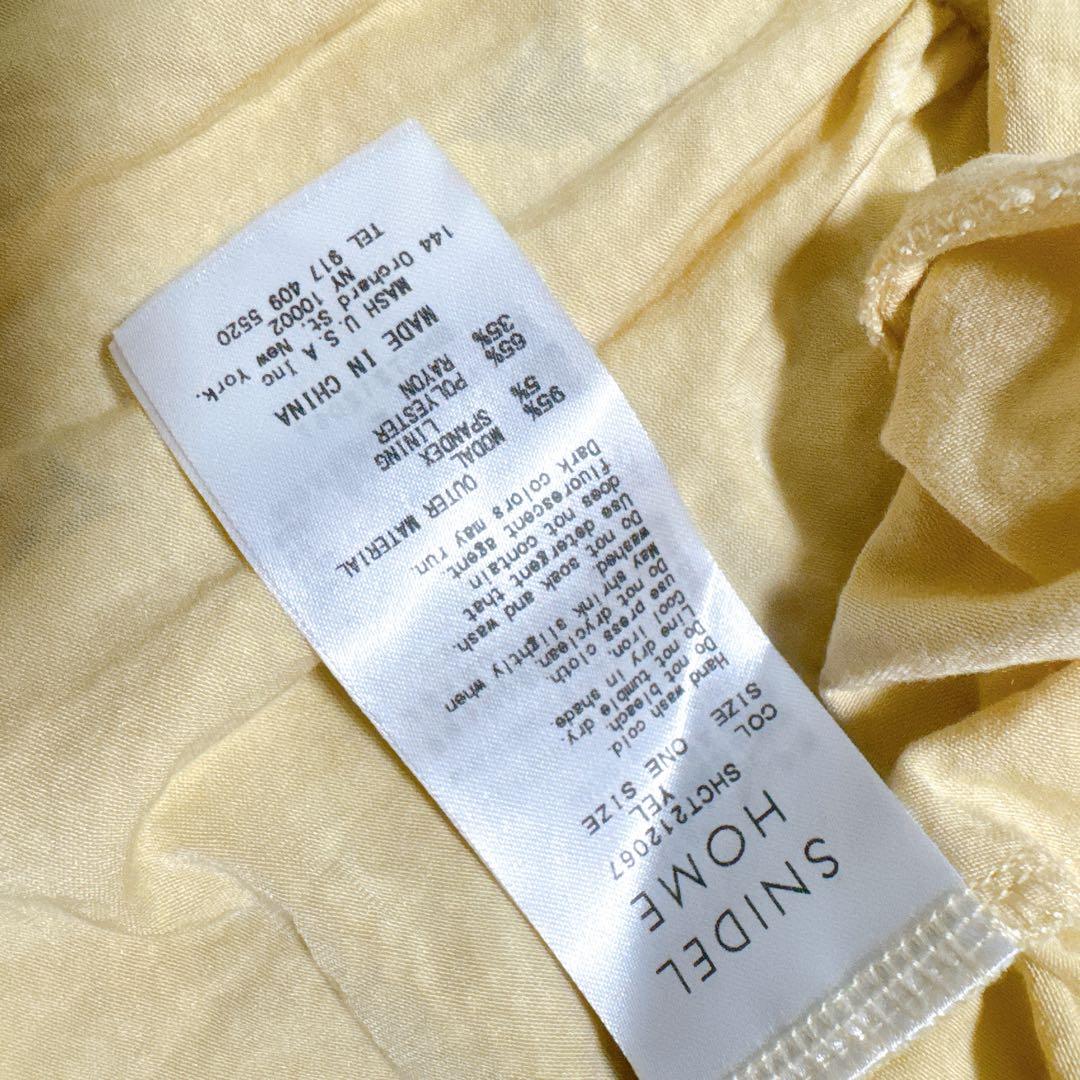 SNIDEL
HOME
SHCT212067
COL YEL
SIZE ONE SIZE
Hand wash cold.
Do not bleach.
Do not tumble dry.
Line dry in shade
Cool iron.
Use press cloth.
Do not dryclean.
May shrink slightly when
washed.
Do not soak and wash.
Use detergent that
does not contain
fluorescent agent
Dark colors may run.
OUTER MATERIAL
95% MODAL
5% SPANDEX
LINING
65% POLYESTER
35% RAYON
MADE IN CHINA
MASH U.S.A Inc
144 Orchard St. New York.
NY 10002
TEL 917 409 5520